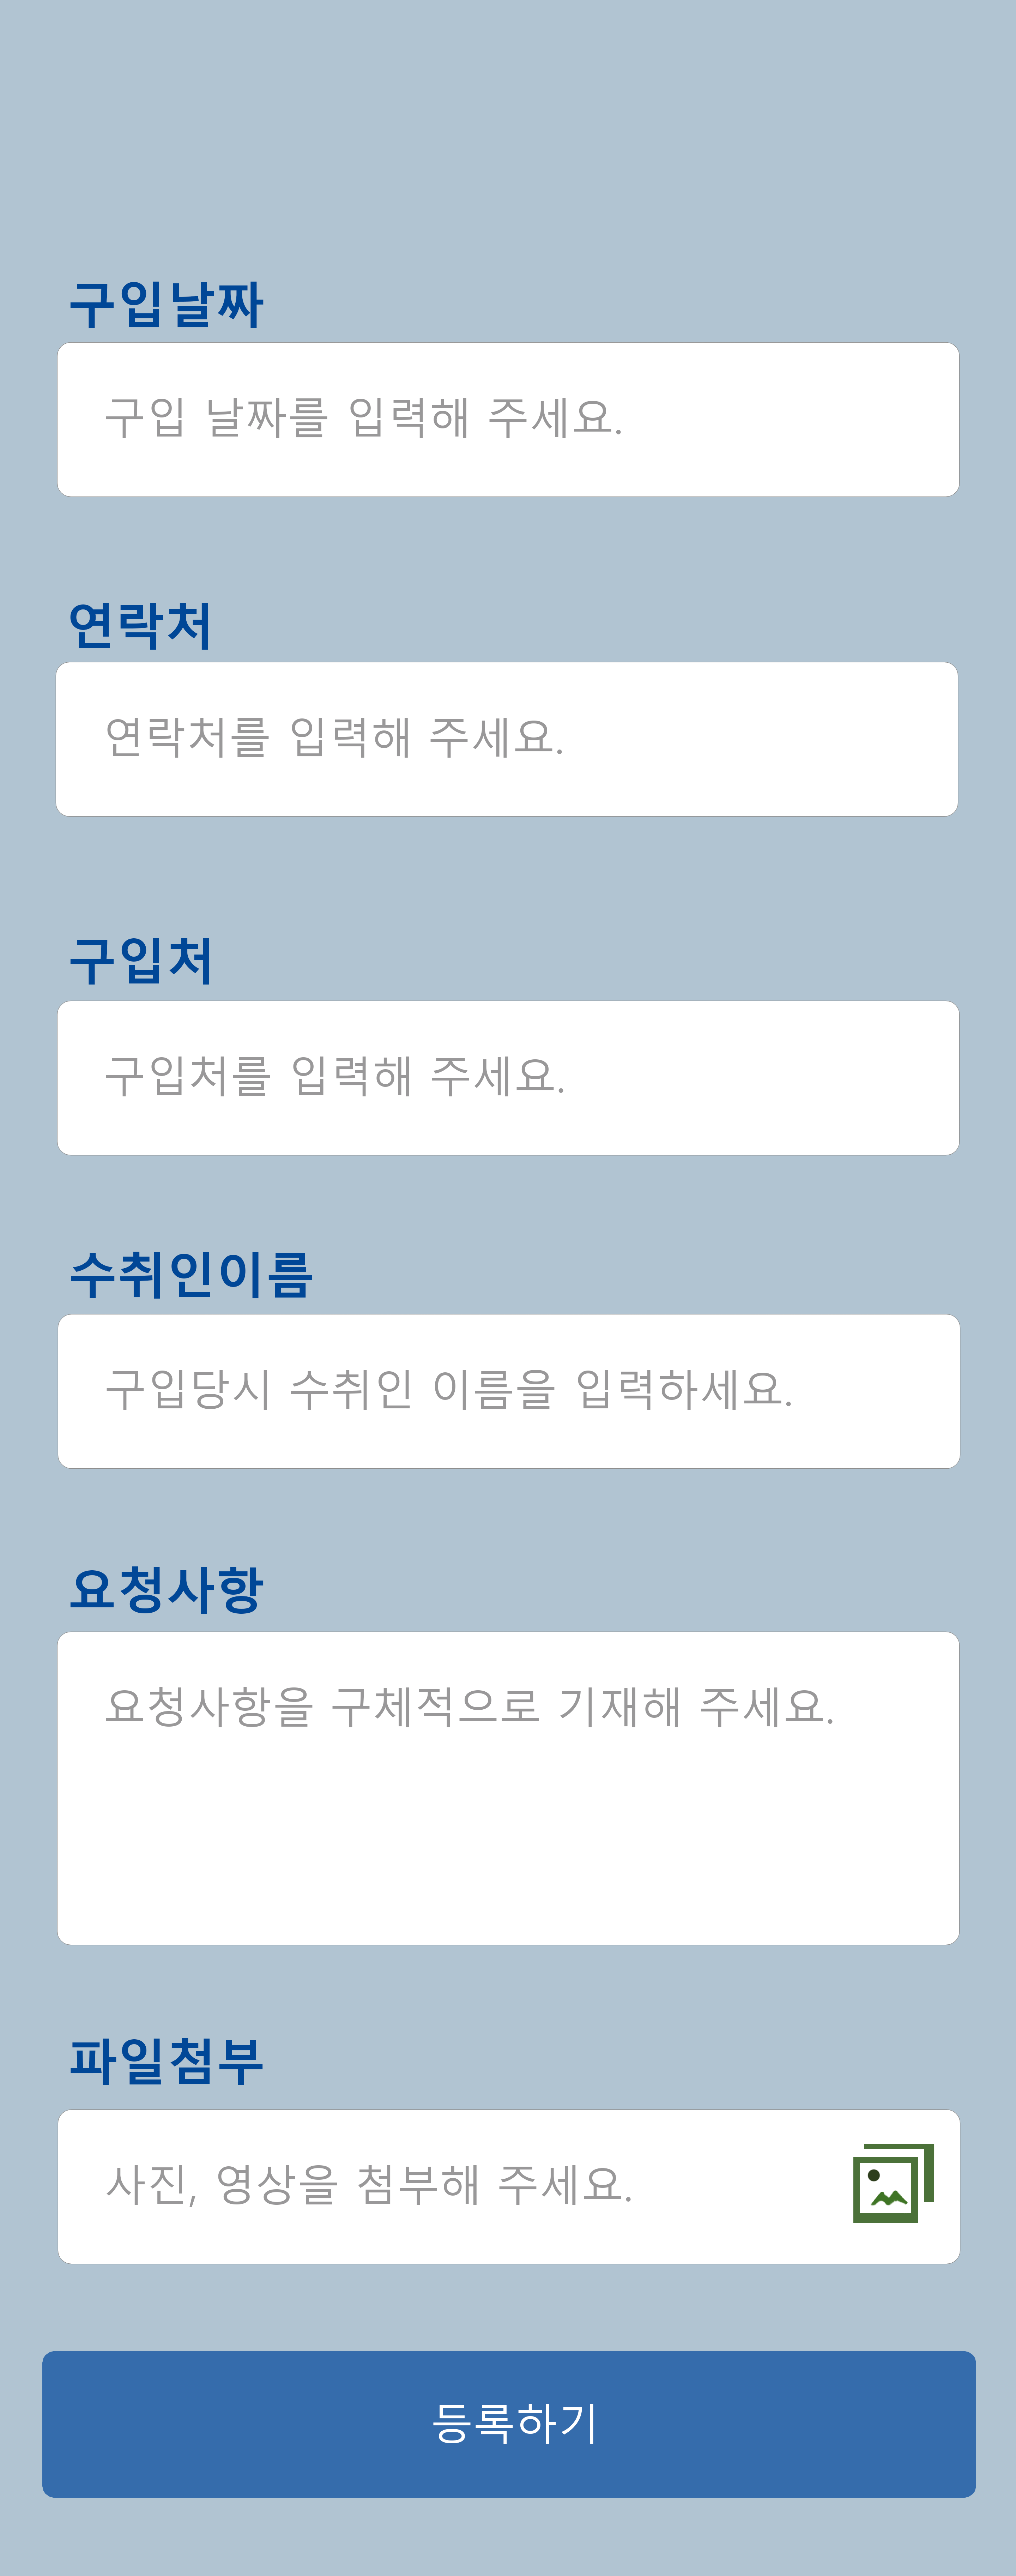 구입날짜
구입 날짜를 입력해 주세요.
연락처
연락처를 입력해 주세요.
구입처
구입처를 입력해 주세요.
수취인이름
구입당시 수취인 이름을 입력하세요.
요청사항
요청사항을 구체적으로 기재해 주세요.
파일첨부
사진, 영상을 첨부해 주세요.
등록하기